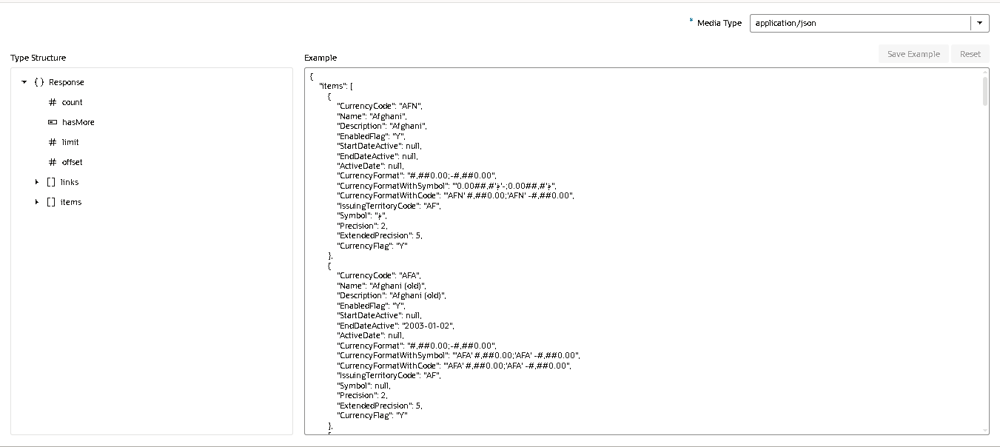 * Media Type application/json
Type Structure
Example
Save Example
Reset
{} Response
# count
hasMore
# limit
# offset
[] links
[] items
{
"items": [
{
"CurrencyCode": "AFN",
"Name": "Afghani",
"Description": "Afghani",
"EnabledFlag": "Y",
"StartDateActive": null,
"EndDateActive": null,
"ActiveDate": null,
"CurrencyFormat": "#,##0.00;-#,##0.00",
"CurrencyFormatWithSymbol": "'؋'#,##0.00;-'؋'#,##0.00",
"CurrencyFormatWithCode": "'AFN' #,##0.00;'AFN' -#,##0.00",
"IssuingTerritoryCode": "AF",
"Symbol": "؋",
"Precision": 2,
"ExtendedPrecision": 5,
"CurrencyFlag": "Y"
},
{
"CurrencyCode": "AFA",
"Name": "Afghani (old)",
"Description": "Afghani (old)",
"EnabledFlag": "Y",
"StartDateActive": null,
"EndDateActive": "2003-01-02",
"ActiveDate": null,
"CurrencyFormat": "#,##0.00;-#,##0.00",
"CurrencyFormatWithSymbol": "'AFA' #,##0.00;'AFA' -#,##0.00",
"CurrencyFormatWithCode": "'AFA' #,##0.00;'AFA' -#,##0.00",
"IssuingTerritoryCode": "AF",
"Symbol": null,
"Precision": 2,
"ExtendedPrecision": 5,
"CurrencyFlag": "Y"
},